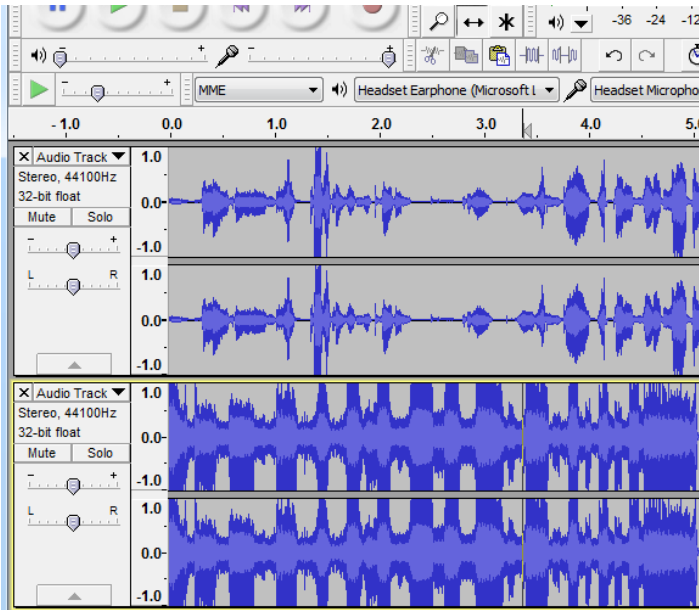 -36 -24 -12
MME
Headset Earphone (Microsoft L
Headset Micropho
- 1.0 0.0 1.0 2.0 3.0 4.0 5.
X Audio Track ▼ 1.0
Stereo, 44100Hz
32-bit float 0.0-
Mute Solo
- + -1.0
L R 1.0
0.0-
-1.0
X Audio Track ▼ 1.0
Stereo, 44100Hz
32-bit float 0.0-
Mute Solo
- + -1.0
L R 1.0
0.0-
-1.0